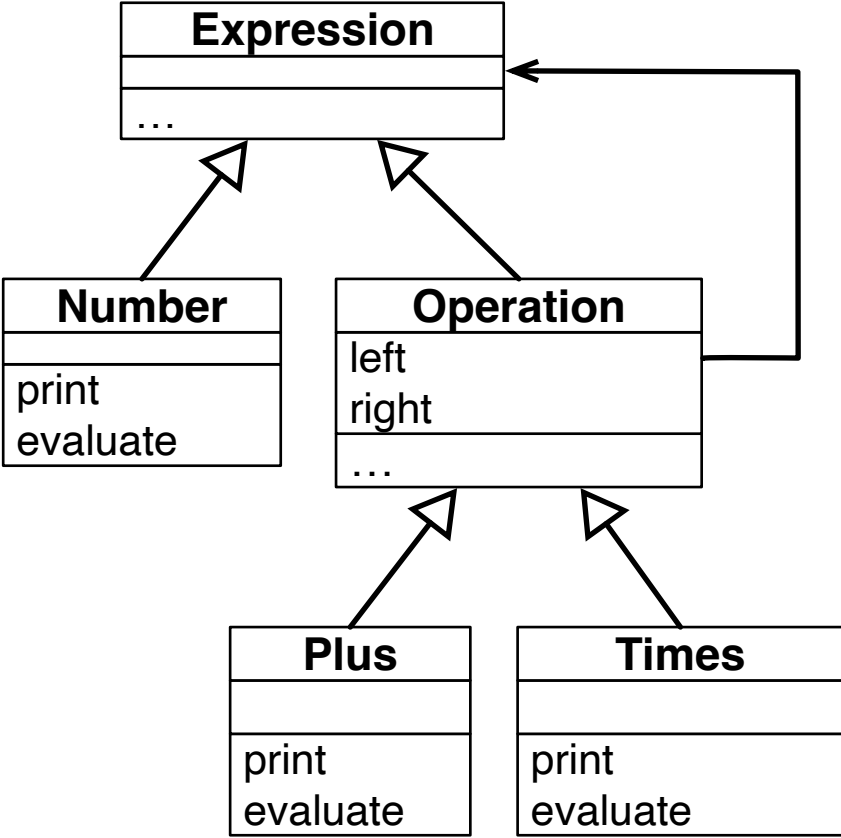 Expression
…
Number
print
evaluate
Operation
left
right
…
Plus
print
evaluate
Times
print
evaluate